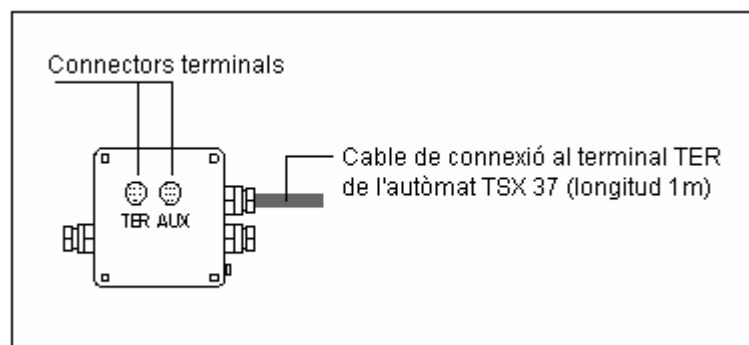 Connectors terminals
Cable de connexió al terminal TER
de l'autòmat TSX 37 (longitud 1m)
TER AUX